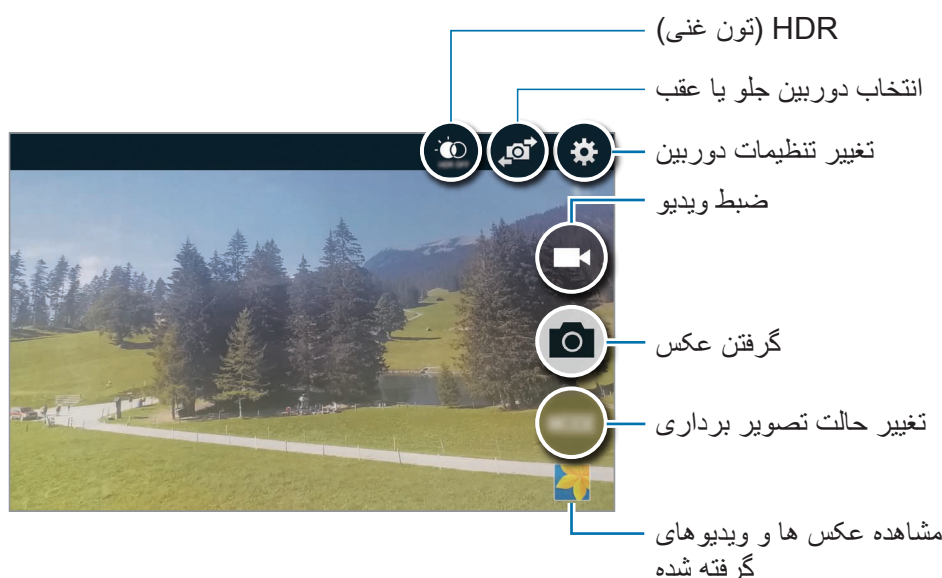 HDR (تون غنی)
انتخاب دوربین جلو یا عقب
تغییر تنظیمات دوربین
ضبط ویدیو
گرفتن عکس
تغییر حالت تصویر برداری
مشاهده عکس ها و ویدیوهای
گرفته شده